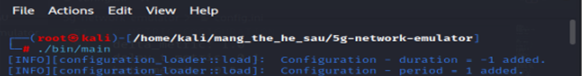 File Actions Edit View Help
┌──(root㉿kali)-[/home/kali/mang_the_he_sau/5g-network-emulator]
└─# ./bin/main
[INFO][configuration_loader::load]: Configuration - duration = -1 added.
[INFO][configuration_loader::load]: Configuration - period - 1 added.